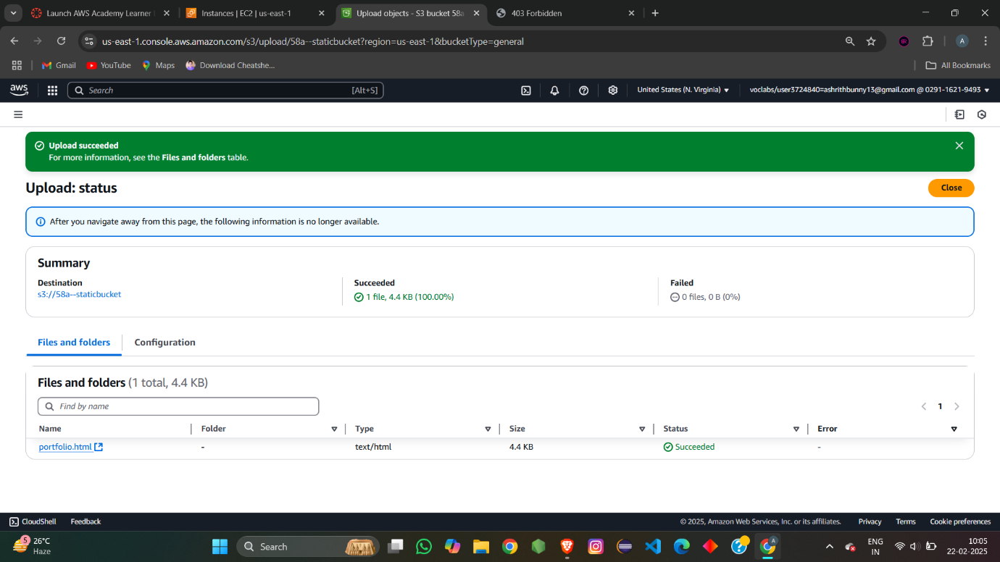 Launch AWS Academy Learner
Instances | EC2 | us-east-1
Upload objects - S3 bucket 58a
403 Forbidden
us-east-1.console.aws.amazon.com/s3/upload/58a--staticbucket?region=us-east-1&bucketType=general
A
Gmail
YouTube
Maps
Download Cheatshe...
All Bookmarks
aws
Search
[Alt+S]
United States (N. Virginia)
voclabs/user3724840=ashrithbunny13@gmail.com @ 0291-1621-9493
Upload succeeded
For more information, see the Files and folders table.
Upload: status
Close
After you navigate away from this page, the following information is no longer available.
Summary
Destination
s3://58a--staticbucket
Succeeded
1 file, 4.4 KB (100.00%)
Failed
0 files, 0 B (0%)
Files and folders
Configuration
Files and folders (1 total, 4.4 KB)
Find by name
1
Name Folder Type Size Status Error
portfolio.html - text/html 4.4 KB Succeeded -
CloudShell
Feedback
© 2025, Amazon Web Services, Inc. or its affiliates.
Privacy
Terms
Cookie preferences
5
26°C
Haze
Search
A
ENG
IN
10:05
22-02-2025